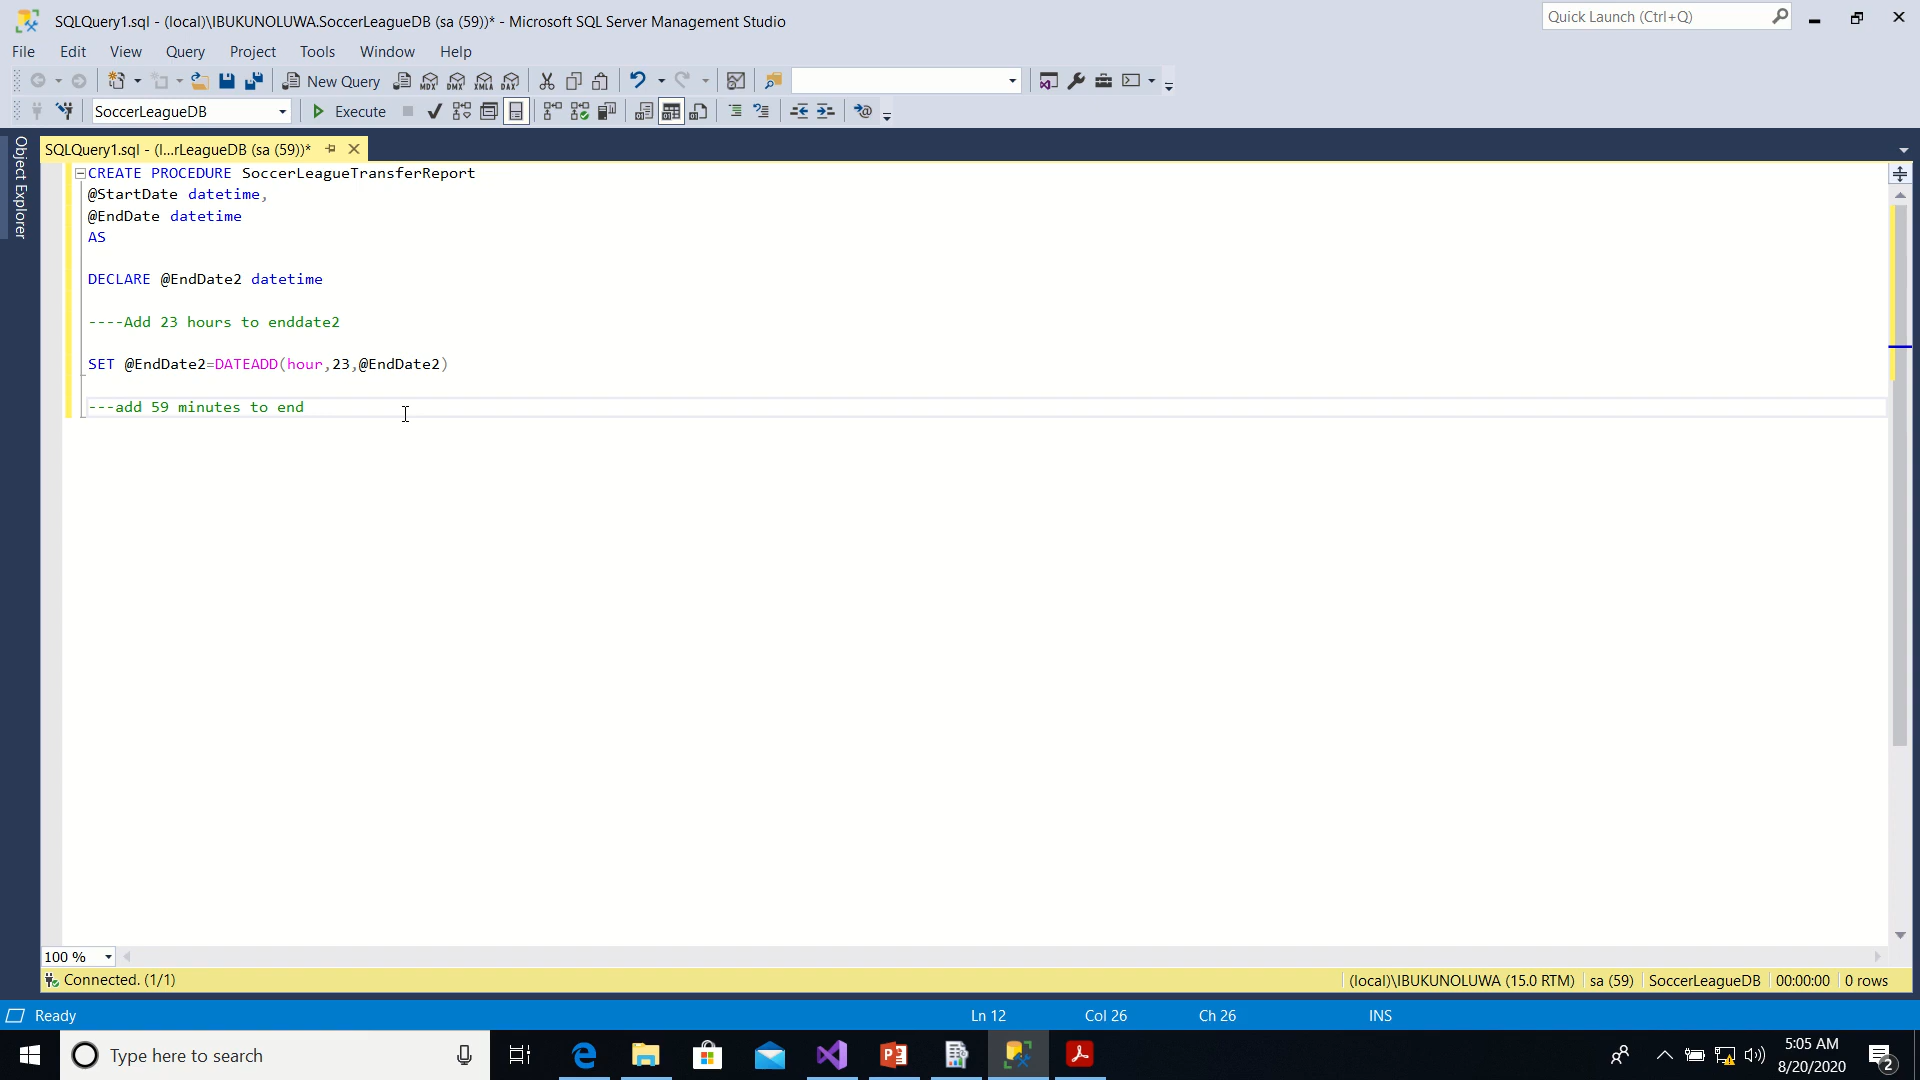 SQLQuery1.sql - (local)\IBUKUNOLUWA.SoccerLeagueDB (sa (59))* - Microsoft SQL Server Management Studio
Quick Launch (Ctrl+Q)
File Edit View Query Project Tools Window Help
New Query
MDX DMX XMLA DAX
SoccerLeagueDB Execute
Object Explorer
SQLQuery1.sql - (l...rLeagueDB (sa (59))*
CREATE PROCEDURE SoccerLeagueTransferReport
@StartDate datetime,
@EndDate datetime
AS
DECLARE @EndDate2 datetime
----Add 23 hours to enddate2
SET @EndDate2=DATEADD(hour,23,@EndDate2)
---add 59 minutes to end
100 %
Connected. (1/1) (local)\IBUKUNOLUWA (15.0 RTM) sa (59) SoccerLeagueDB 00:00:00 0 rows
Ready Ln 12 Col 26 Ch 26 INS
Type here to search
5:05 AM
8/20/2020
2